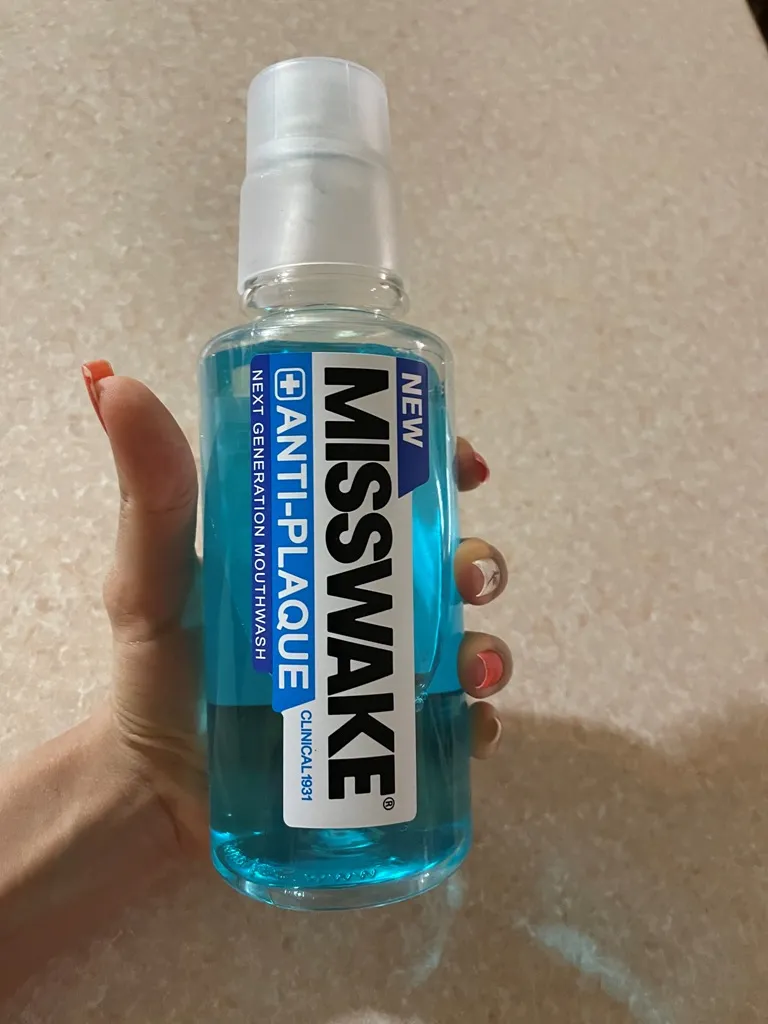 NEW
MISSWAKE®
ANTI-PLAQUE
CLINICAL 1931
NEXT GENERATION MOUTHWASH